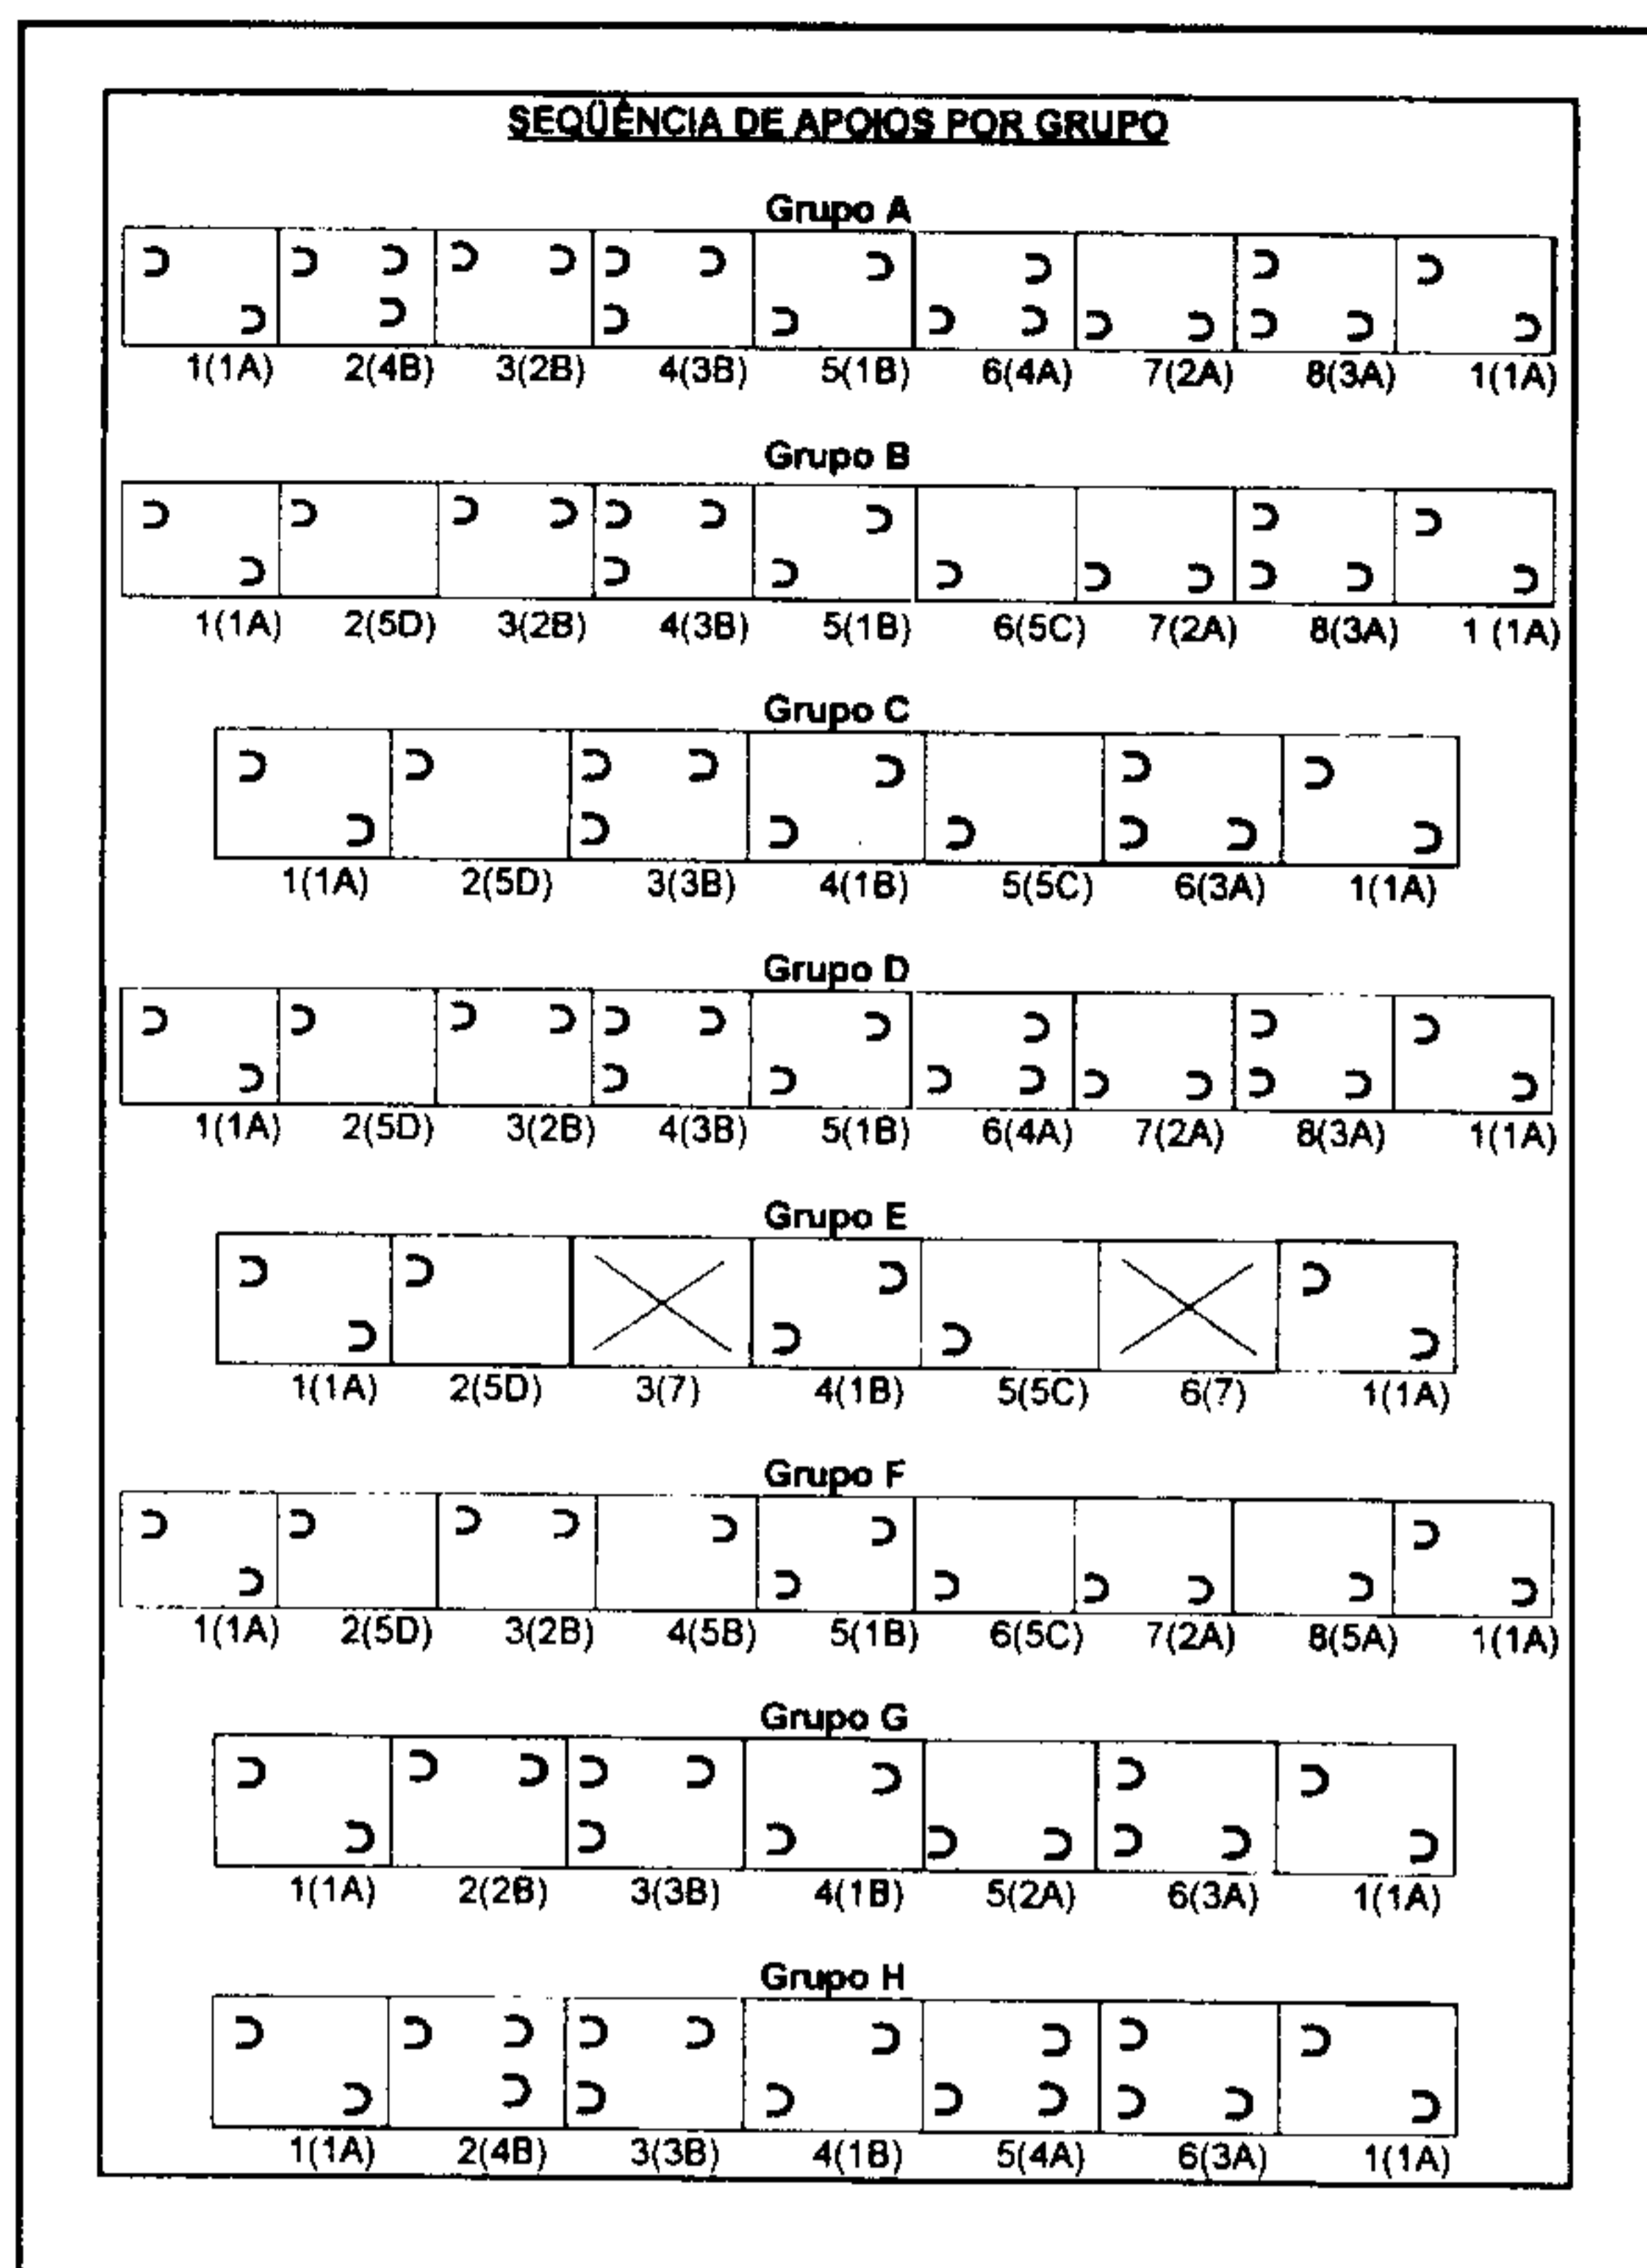 SEQÜÊNCIA DE APOIOS POR GRUPO
Grupo A
1(1A) 2(4B) 3(2B) 4(3B) 5(1B) 6(4A) 7(2A) 8(3A) 1(1A)
Grupo B
1(1A) 2(5D) 3(2B) 4(3B) 5(1B) 6(5C) 7(2A) 8(3A) 1 (1A)
Grupo C
1(1A) 2(5D) 3(3B) 4(1B) 5(5C) 6(3A) 1(1A)
Grupo D
1(1A) 2(5D) 3(2B) 4(3B) 5(1B) 6(4A) 7(2A) 8(3A) 1(1A)
Grupo E
1(1A) 2(5D) 3(7) 4(1B) 5(5C) 6(7) 1(1A)
Grupo F
1(1A) 2(5D) 3(2B) 4(5B) 5(1B) 6(5C) 7(2A) 8(5A) 1(1A)
Grupo G
1(1A) 2(2B) 3(3B) 4(1B) 5(2A) 6(3A) 1(1A)
Grupo H
1(1A) 2(4B) 3(3B) 4(1B) 5(4A) 6(3A) 1(1A)